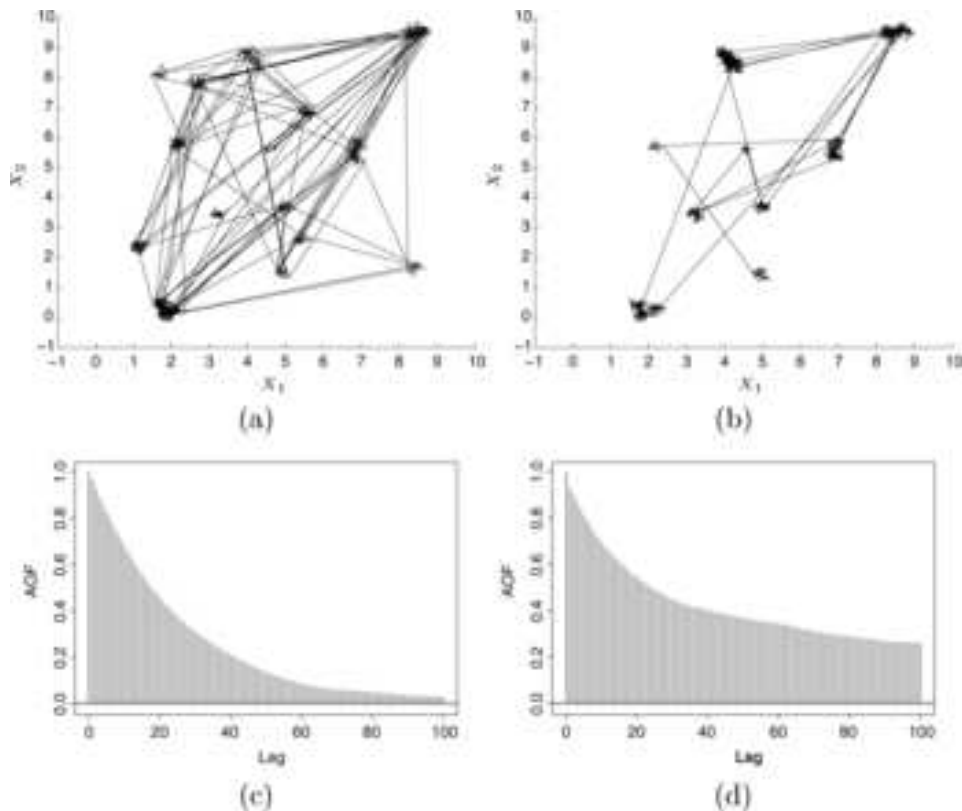 10 10
9 9
8 8
7 7
6 6
X₂ 5 X₂ 5
4 4
3 3
2 2
1 1
0 0
−1 −1
−1 0 1 2 3 4 5 6 7 8 9 10 −1 0 1 2 3 4 5 6 7 8 9 10
X₁ X₁
(a) (b)
1.0 1.0
0.8 0.8
0.6 0.6
ACF ACF
0.4 0.4
0.2 0.2
0.0 0.0
0 20 40 60 80 100 0 20 40 60 80 100
Lag Lag
(c) (d)